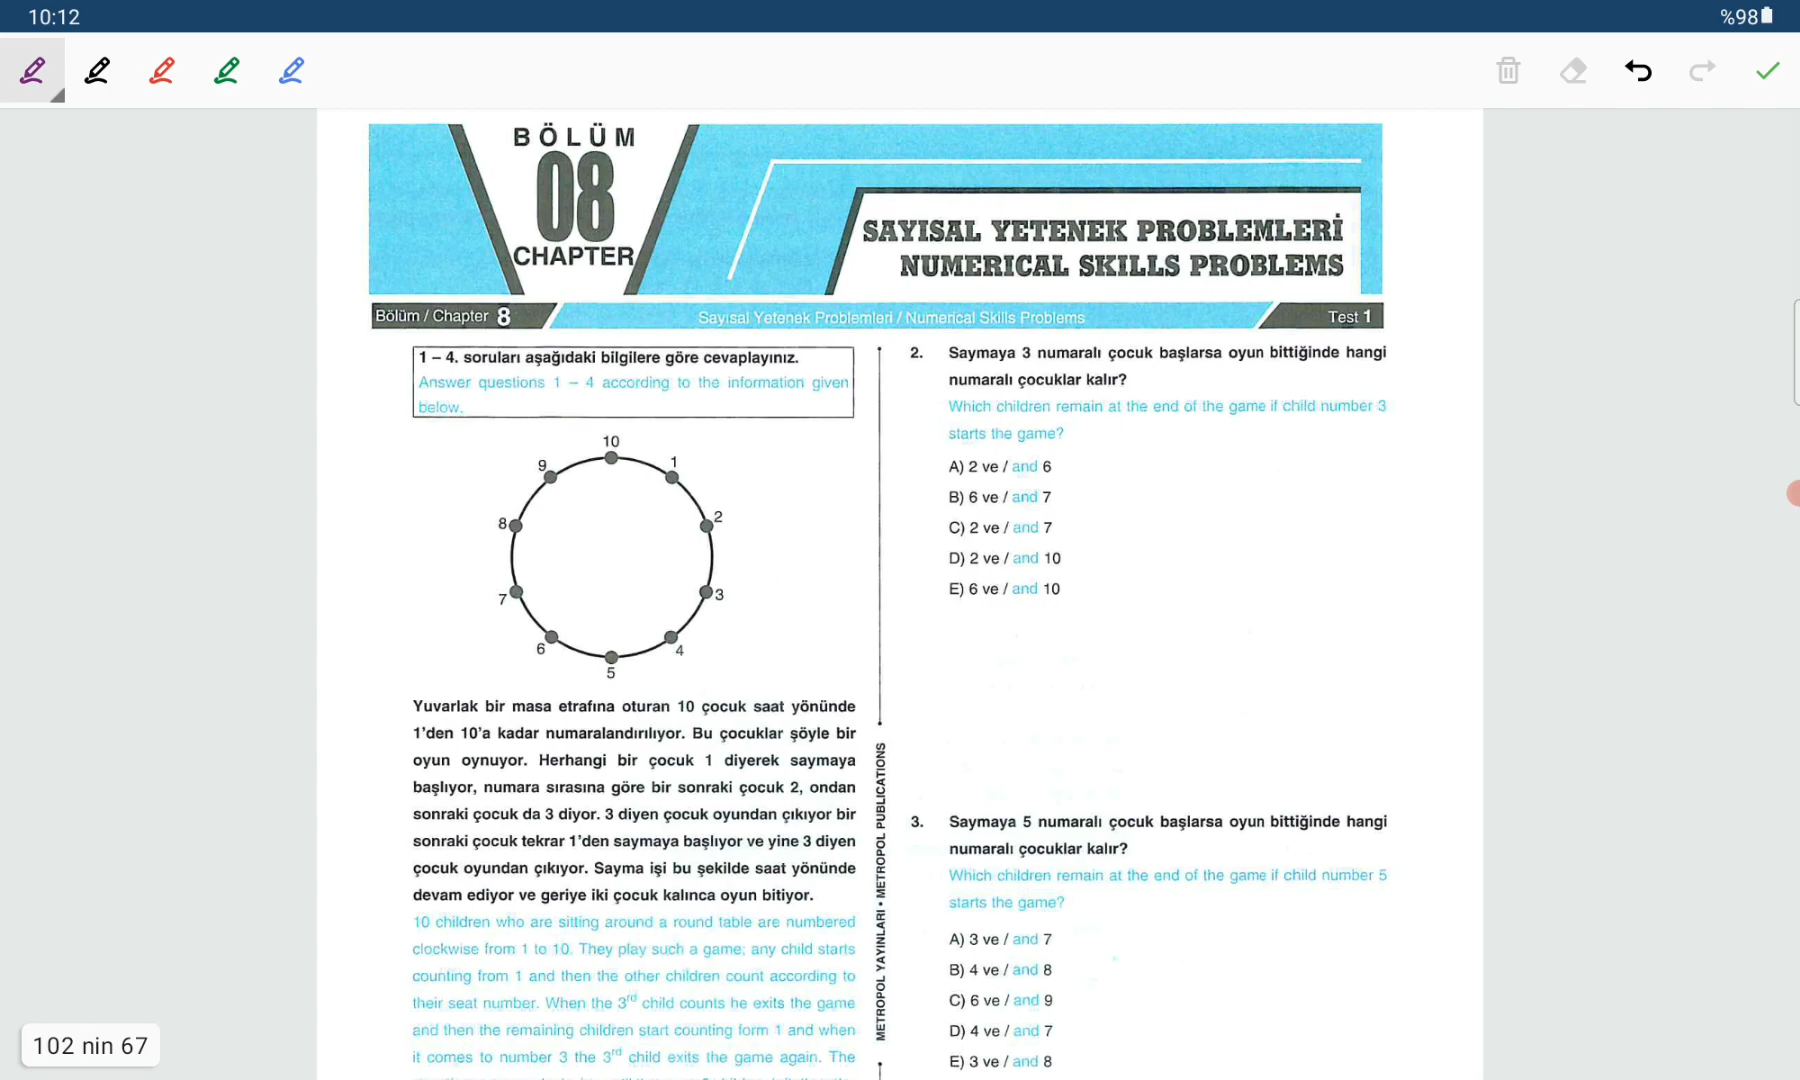 10:12
%98
BÖLÜM
08
CHAPTER
SAYISAL YETENEK PROBLEMLERİ
NUMERICAL SKILLS PROBLEMS
Bölüm / Chapter 8
Sayısal Yetenek Problemleri / Numerical Skills Problems
Test 1
1 – 4. soruları aşağıdaki bilgilere göre cevaplayınız.
Answer questions 1 – 4 according to the information given
below.
10
9
1
8
2
7
3
6
4
5
Yuvarlak bir masa etrafına oturan 10 çocuk saat yönünde
1’den 10’a kadar numaralandırılıyor. Bu çocuklar şöyle bir
oyun oynuyor. Herhangi bir çocuk 1 diyerek saymaya
başlıyor, numara sırasına göre bir sonraki çocuk 2, ondan
sonraki çocuk da 3 diyor. 3 diyen çocuk oyundan çıkıyor bir
sonraki çocuk tekrar 1’den saymaya başlıyor ve yine 3 diyen
çocuk oyundan çıkıyor. Sayma işi bu şekilde saat yönünde
devam ediyor ve geriye iki çocuk kalınca oyun bitiyor.
10 children who are sitting around a round table are numbered
clockwise from 1 to 10. They play such a game; any child starts
counting from 1 and then the other children count according to
their seat number. When the 3rd child counts he exits the game
and then the remaining children start counting form 1 and when
it comes to number 3 the 3rd child exits the game again. The
METROPOL YAYINLARI • METROPOL PUBLICATIONS
2. Saymaya 3 numaralı çocuk başlarsa oyun bittiğinde hangi
numaralı çocuklar kalır?
Which children remain at the end of the game if child number 3
starts the game?
A) 2 ve / and 6
B) 6 ve / and 7
C) 2 ve / and 7
D) 2 ve / and 10
E) 6 ve / and 10
3. Saymaya 5 numaralı çocuk başlarsa oyun bittiğinde hangi
numaralı çocuklar kalır?
Which children remain at the end of the game if child number 5
starts the game?
A) 3 ve / and 7
B) 4 ve / and 8
C) 6 ve / and 9
D) 4 ve / and 7
E) 3 ve / and 8
102 nin 67